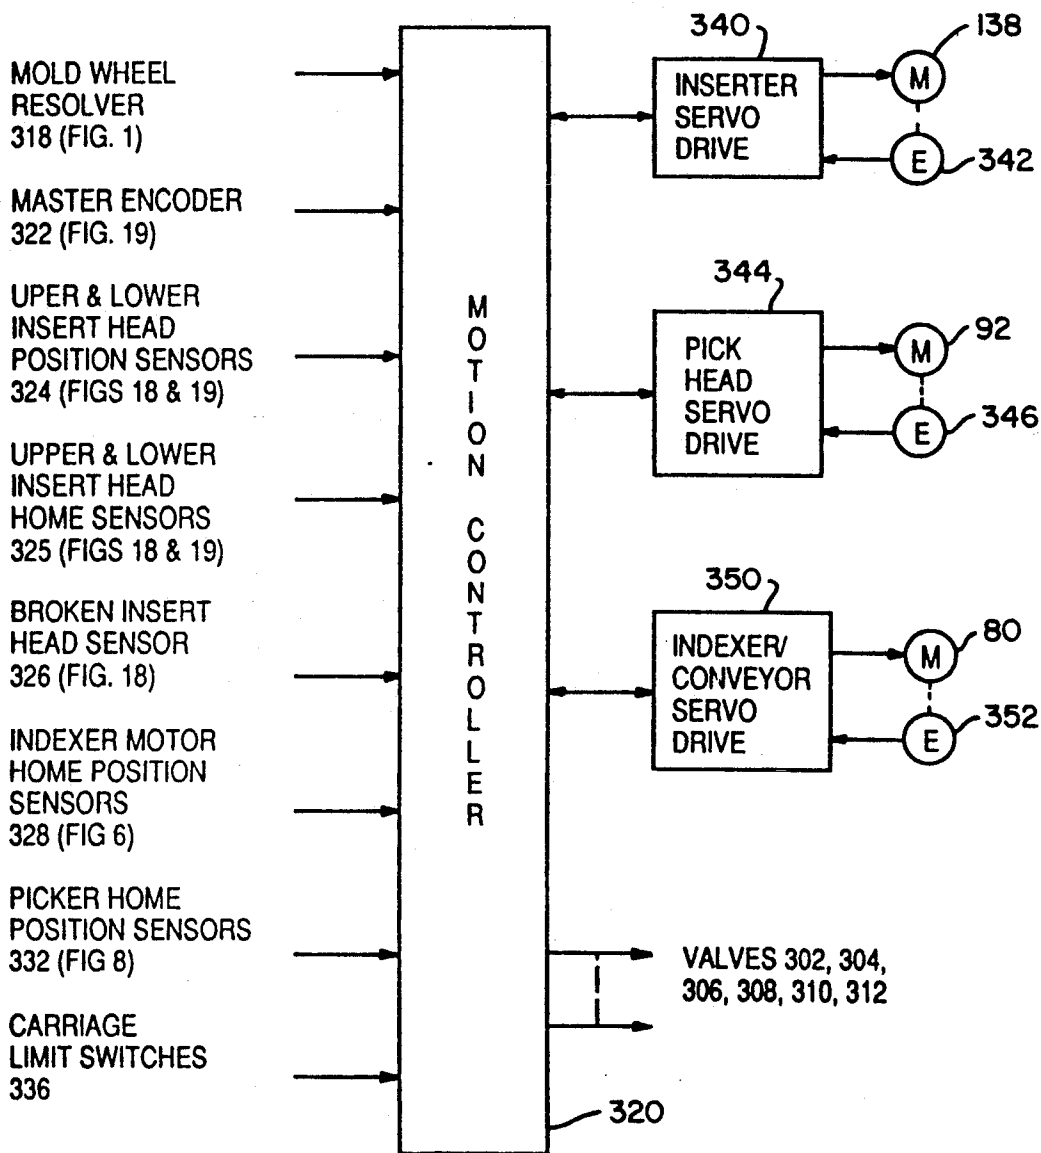 MOLD WHEEL
RESOLVER
318 (FIG. 1)
MASTER ENCODER
322 (FIG. 19)
UPER & LOWER
INSERT HEAD
POSITION SENSORS
324 (FIGS 18 & 19)
UPPER & LOWER
INSERT HEAD
HOME SENSORS
325 (FIGS 18 & 19)
BROKEN INSERT
HEAD SENSOR
326 (FIG. 18)
INDEXER MOTOR
HOME POSITION
SENSORS
328 (FIG 6)
PICKER HOME
POSITION SENSORS
332 (FIG 8)
CARRIAGE
LIMIT SWITCHES
336
MOTION CONTROLLER
320
340
INSERTER
SERVO
DRIVE
M
138
E
342
344
PICK
HEAD
SERVO
DRIVE
M
92
E
346
350
INDEXER/
CONVEYOR
SERVO
DRIVE
M
80
E
352
VALVES 302, 304,
306, 308, 310, 312